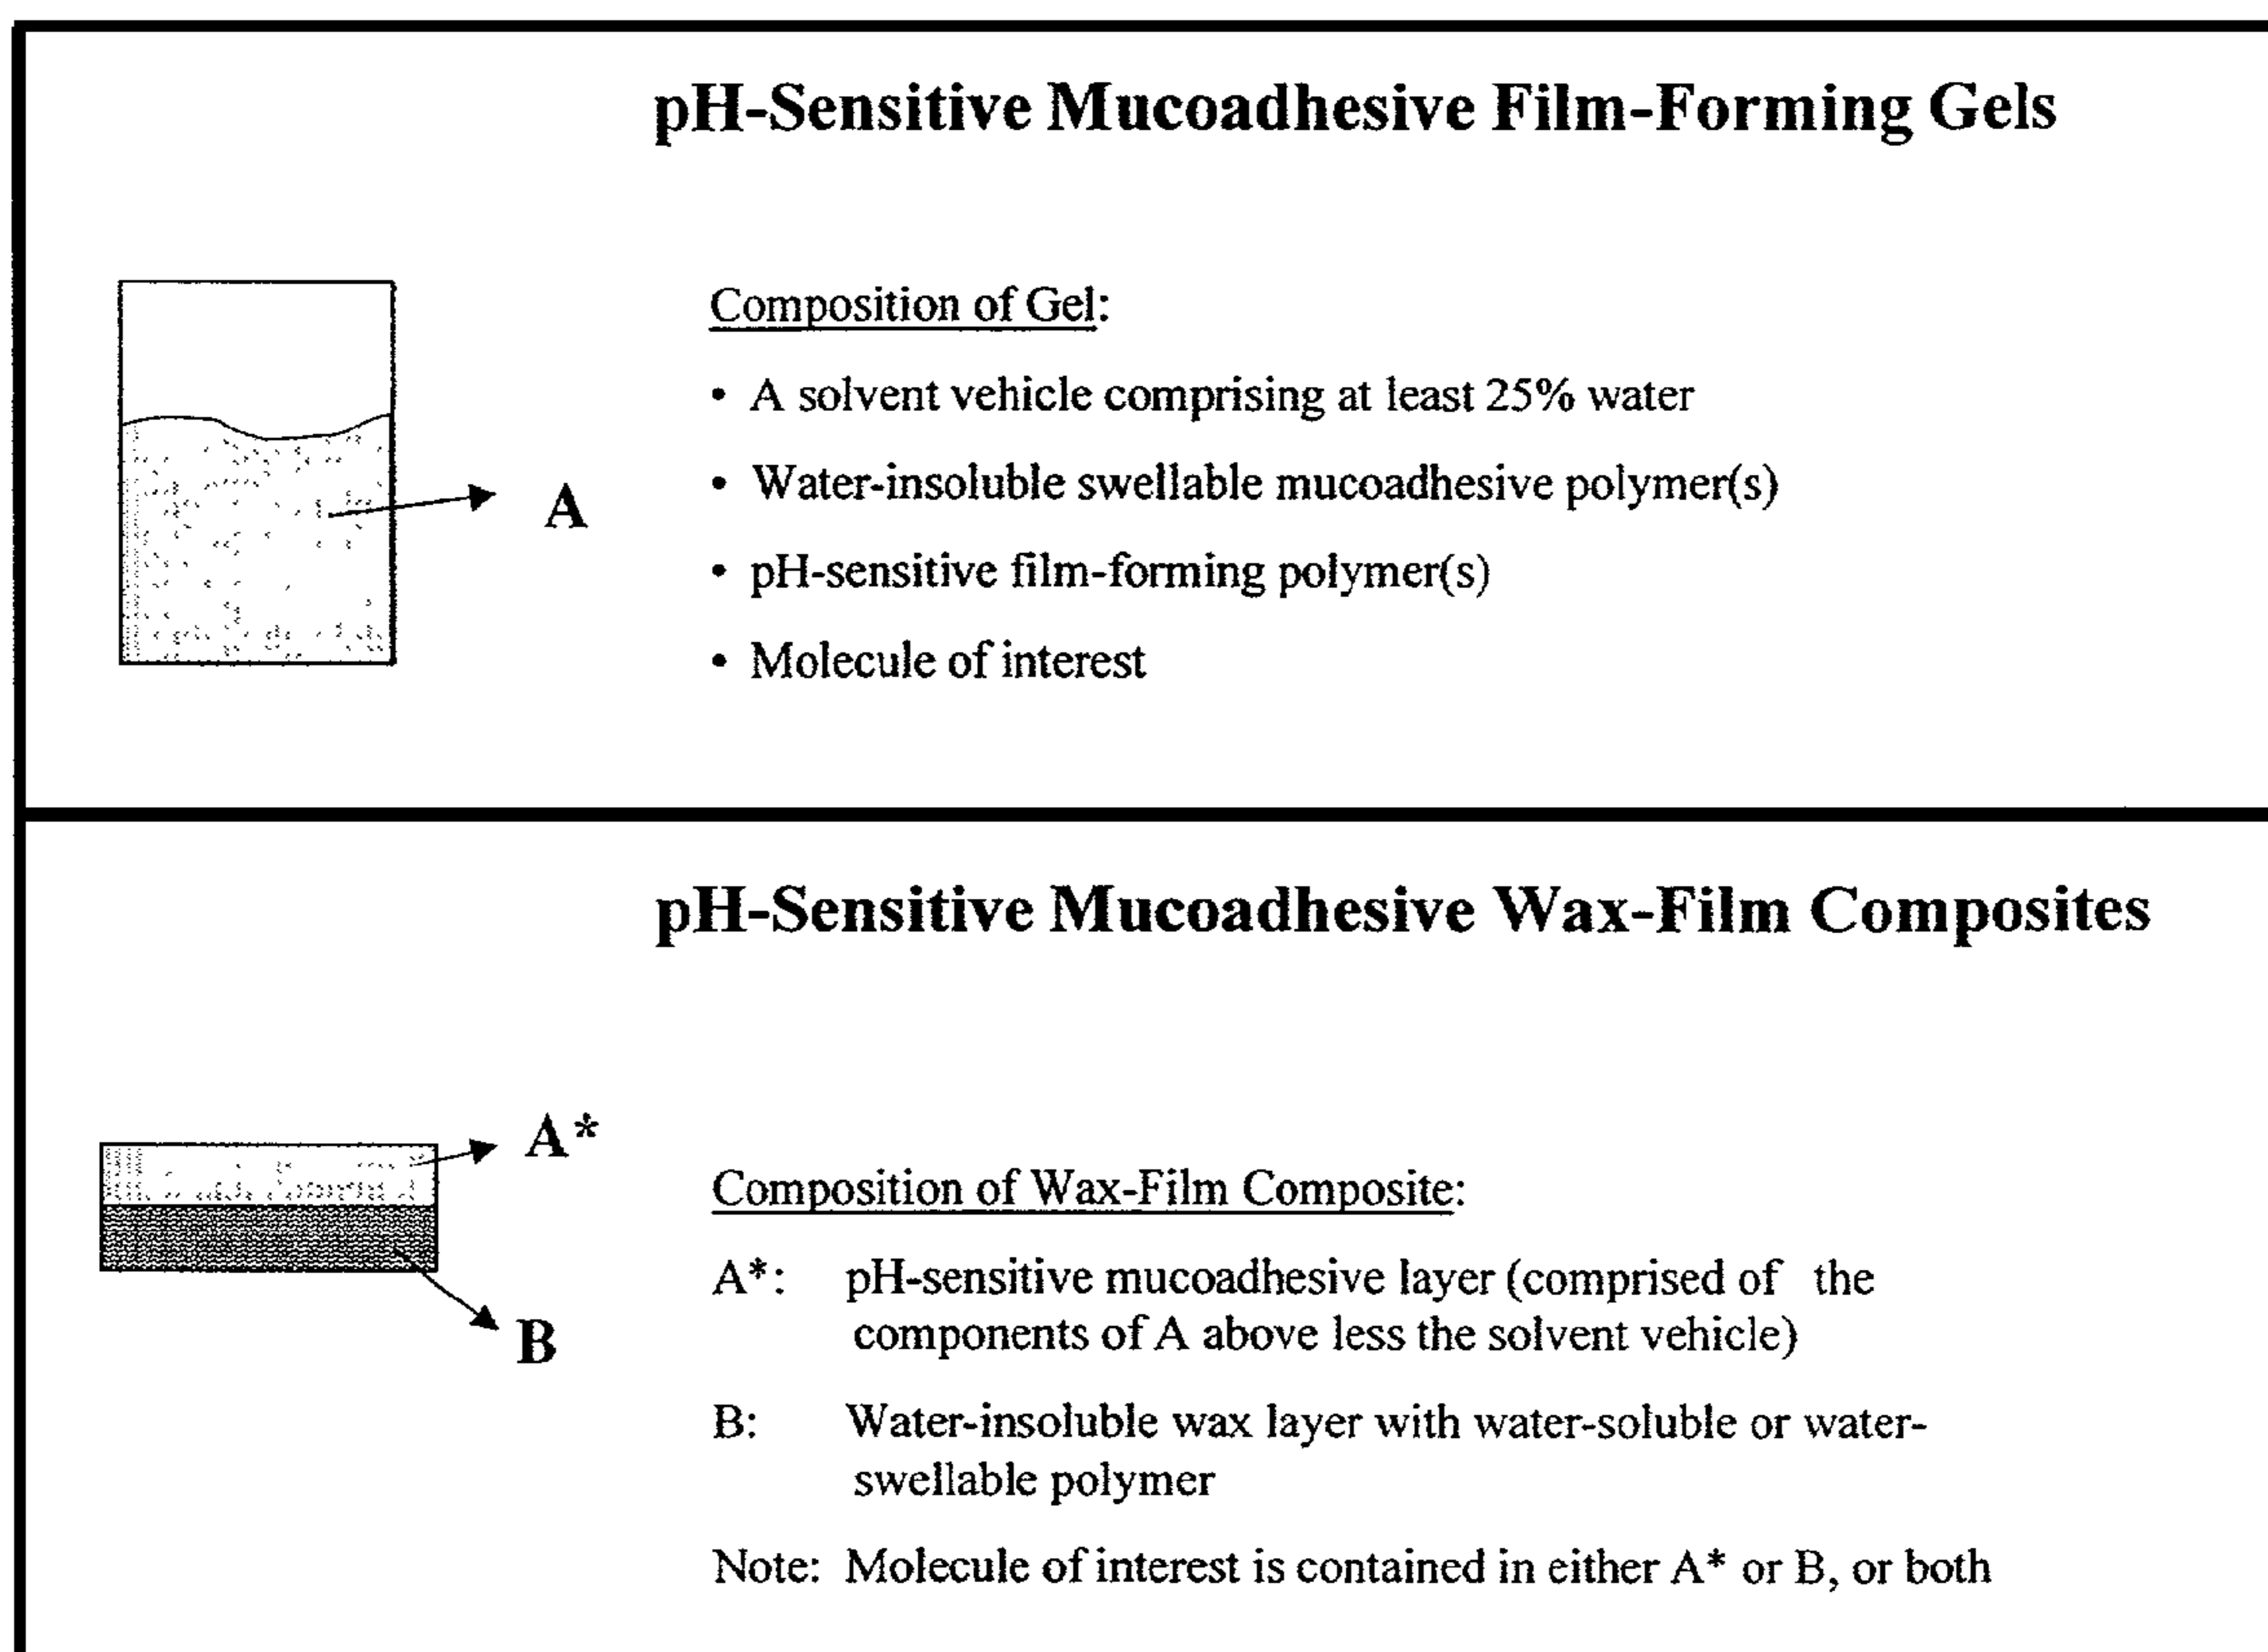 pH-Sensitive Mucoadhesive Film-Forming Gels
Composition of Gel:
• A solvent vehicle comprising at least 25% water
• Water-insoluble swellable mucoadhesive polymer(s)
A
• pH-sensitive film-forming polymer(s)
• Molecule of interest
pH-Sensitive Mucoadhesive Wax-Film Composites
A*
Composition of Wax-Film Composite:
A*: pH-sensitive mucoadhesive layer (comprised of the
components of A above less the solvent vehicle)
B
B: Water-insoluble wax layer with water-soluble or water-
swellable polymer
Note: Molecule of interest is contained in either A* or B, or both